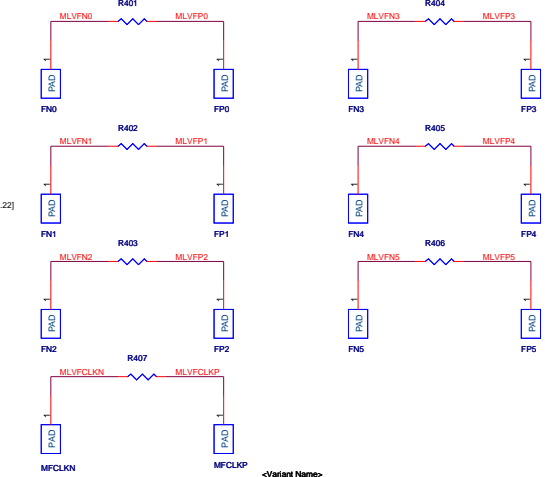 R401
R404
MLVFN0
MLVFP0
MLVFN3
MLVFP3
1
1
1
1
PAD
PAD
PAD
PAD
FN0
FP0
FN3
FP3
R402
R405
MLVFN1
MLVFP1
MLVFN4
MLVFP4
1
1
1
1
.22]
PAD
PAD
PAD
PAD
FN1
FP1
FN4
FP4
R403
R406
MLVFN2
MLVFP2
MLVFN5
MLVFP5
1
1
1
1
PAD
PAD
PAD
PAD
FN2
FP2
FN5
FP5
R407
MLVFCLKN
MLVFCLKP
1
1
PAD
PAD
MFCLKN
MFCLKP
<Variant Name>